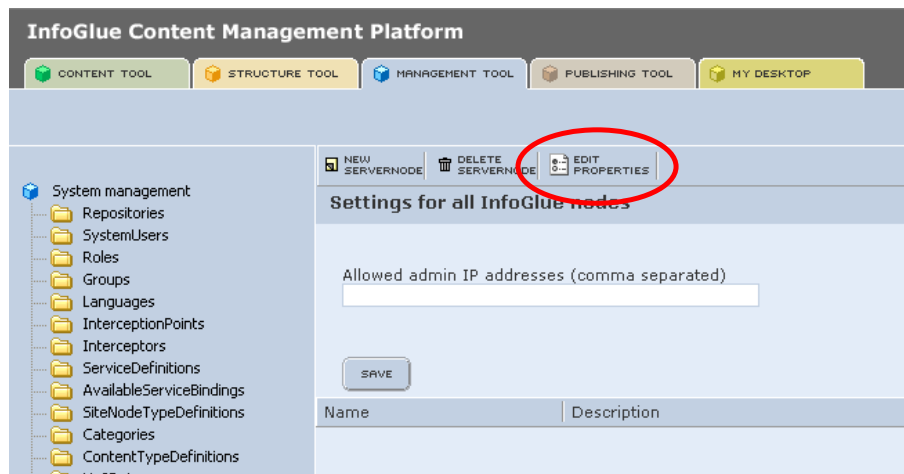 InfoGlue Content Management Platform
CONTENT TOOL
STRUCTURE TOOL
MANAGEMENT TOOL
PUBLISHING TOOL
MY DESKTOP
NEW
SERVERNODE
DELETE
SERVERNODE
EDIT
PROPERTIES
System management
Repositories
SystemUsers
Roles
Groups
Languages
InterceptionPoints
Interceptors
ServiceDefinitions
AvailableServiceBindings
SiteNodeTypeDefinitions
Categories
ContentTypeDefinitions
Settings for all InfoGlue nodes
Allowed admin IP addresses (comma separated)
SAVE
Name
Description